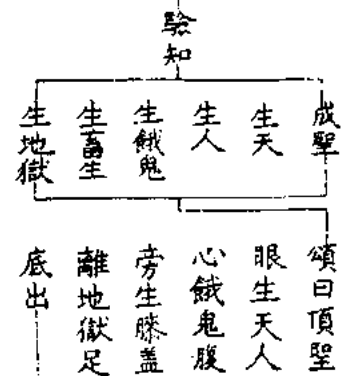 驗知
成聖
生天
生人
生餓鬼
生畜生
生地獄
頌曰頂聖
眼生天人
心餓鬼腹
旁生膝盖
離地獄足
底出